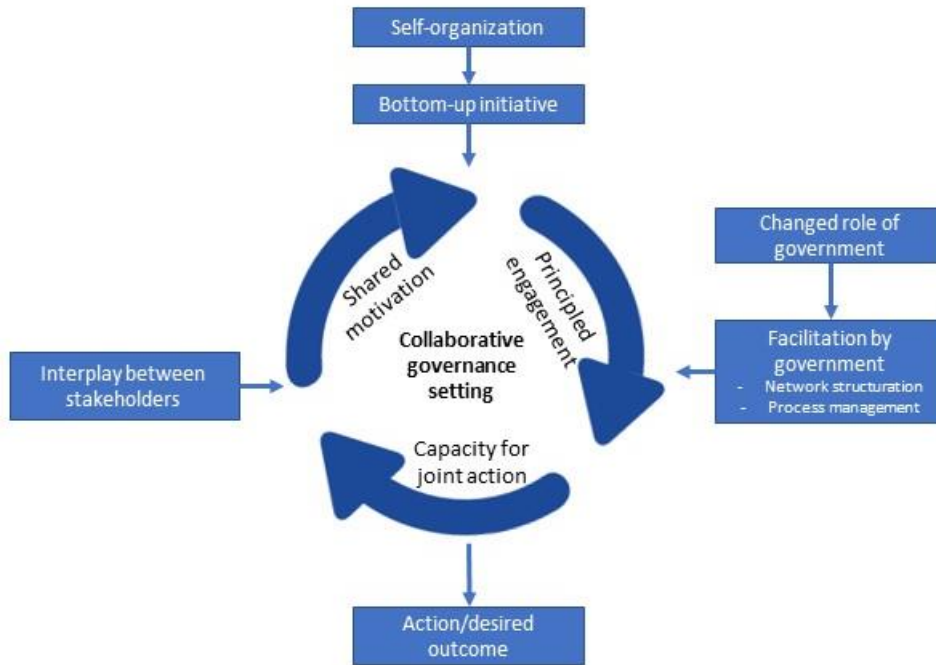 Self-organization
Bottom-up initiative
Changed role of
government
Shared
motivation
Principled
engagement
Collaborative
governance
setting
Facilitation by
government
- Network structuration
- Process management
Interplay between
stakeholders
Capacity for
joint action
Action/desired
outcome